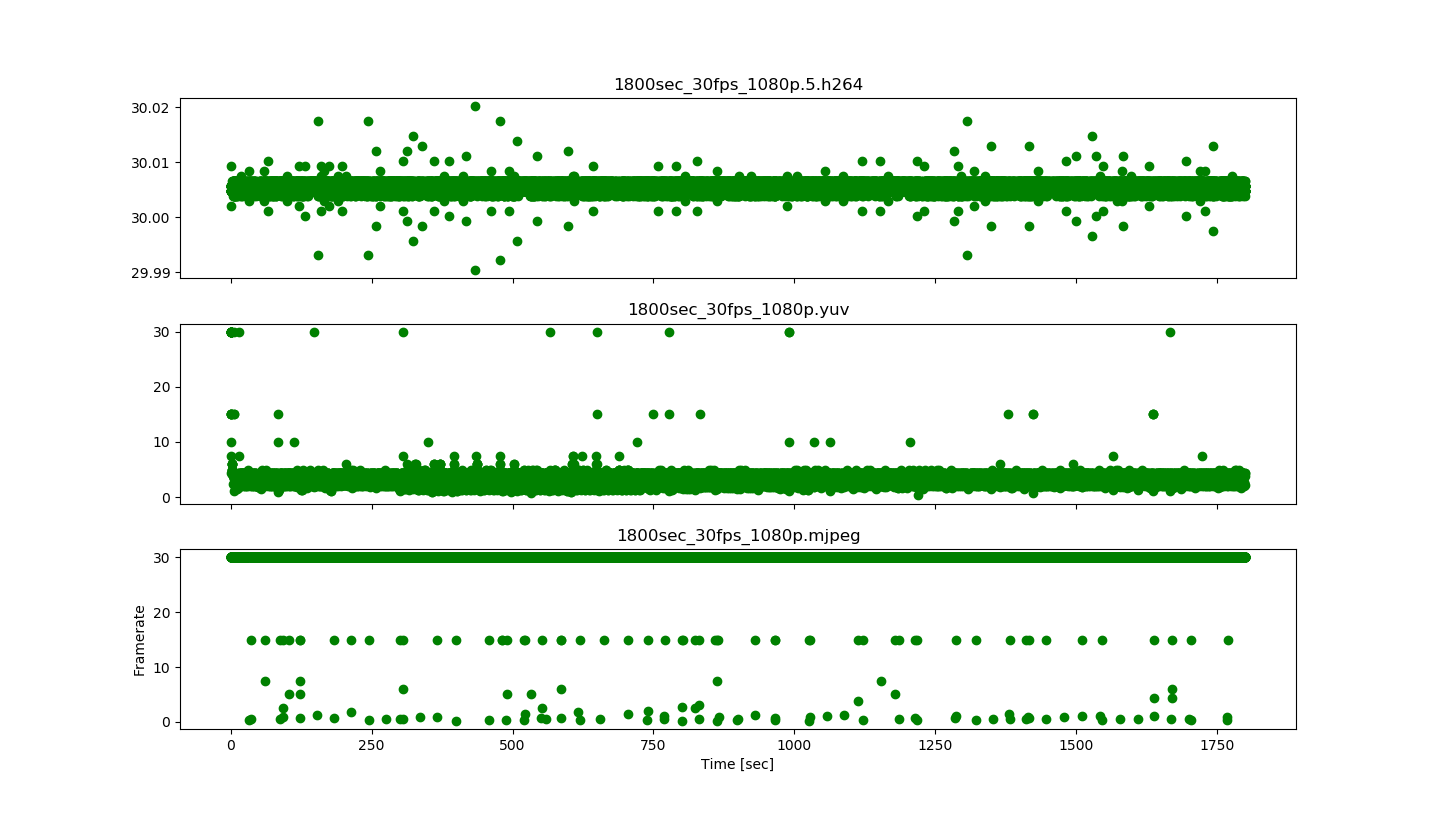 1800sec_30fps_1080p.5.h264
30.02
30.01
30.00
29.99
1800sec_30fps_1080p.yuv
30
20
10
0
1800sec_30fps_1080p.mjpeg
30
20
10
0
Framerate
0 250 500 750 1000 1250 1500 1750
Time [sec]